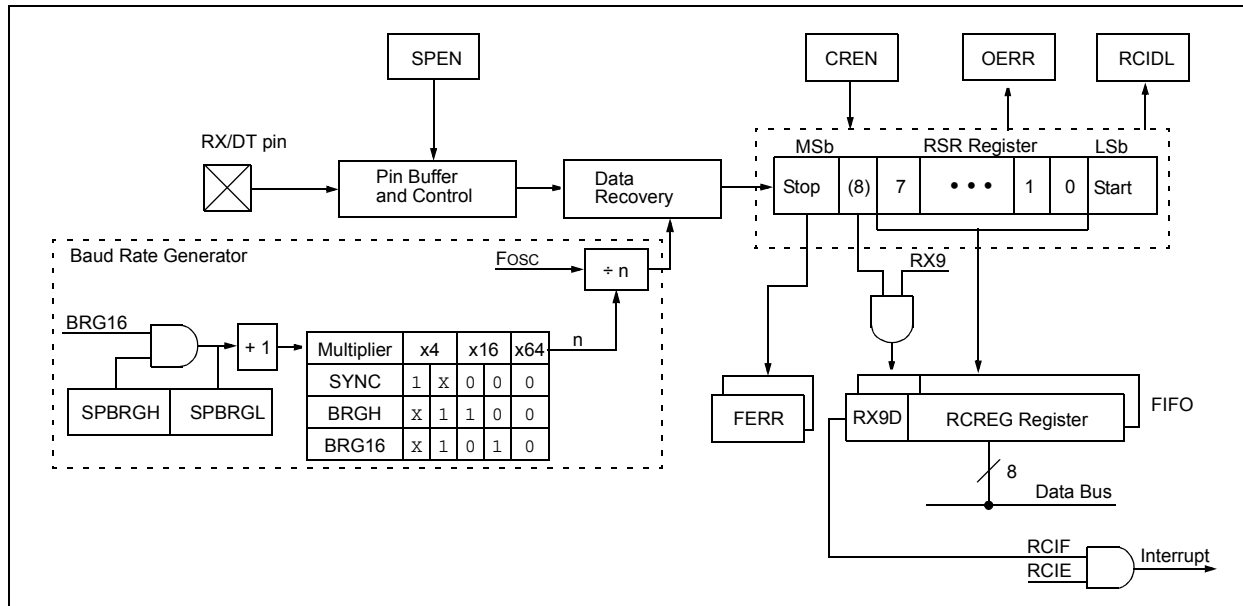 SPEN
CREN
OERR
RCIDL
RX/DT pin
Pin Buffer
and Control
Data
Recovery
MSb
RSR Register
LSb
Stop (8) 7 • • • 1 0 Start
Baud Rate Generator
FOSC
÷ n
RX9
BRG16
+ 1
n
SPBRGH SPBRGL
Multiplier x4 x16 x64
SYNC 1 X 0 0 0
BRGH X 1 1 0 0
BRG16 X 1 0 1 0
FERR
RX9D RCREG Register
FIFO
8
Data Bus
RCIF
RCIE
Interrupt